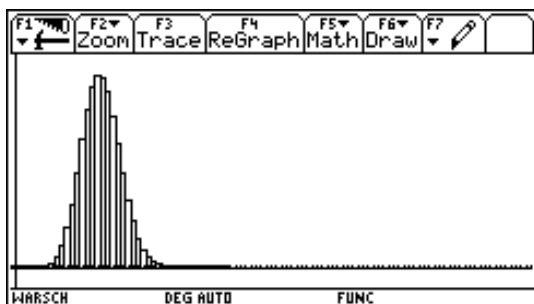 F1 F2 F3 F4 F5 F6 F7
Zoom Trace ReGraph Math Draw
WARSCH DEG AUTO FUNC